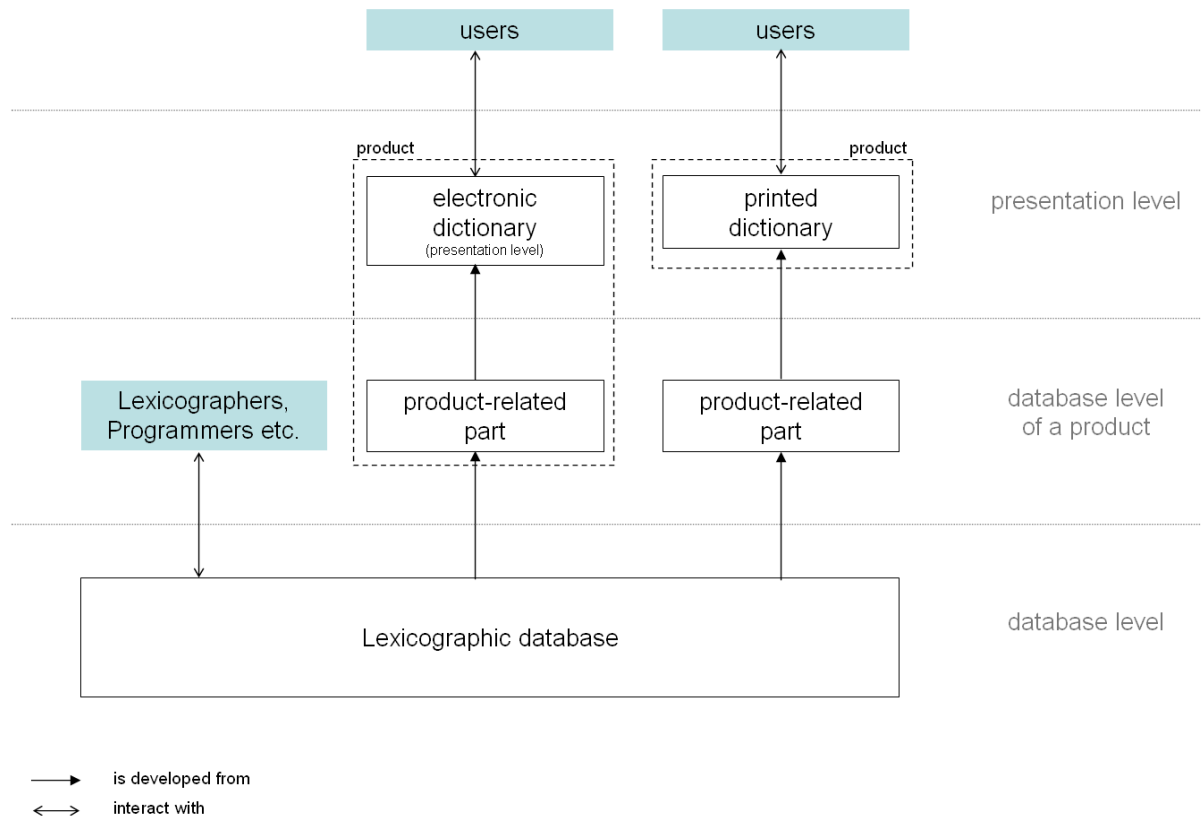 users
users
product
product
electronic
dictionary
(presentation level)
printed
dictionary
presentation level
Lexicographers,
Programmers etc.
product-related
part
product-related
part
database level
of a product
Lexicographic database
database level
is developed from
interact with